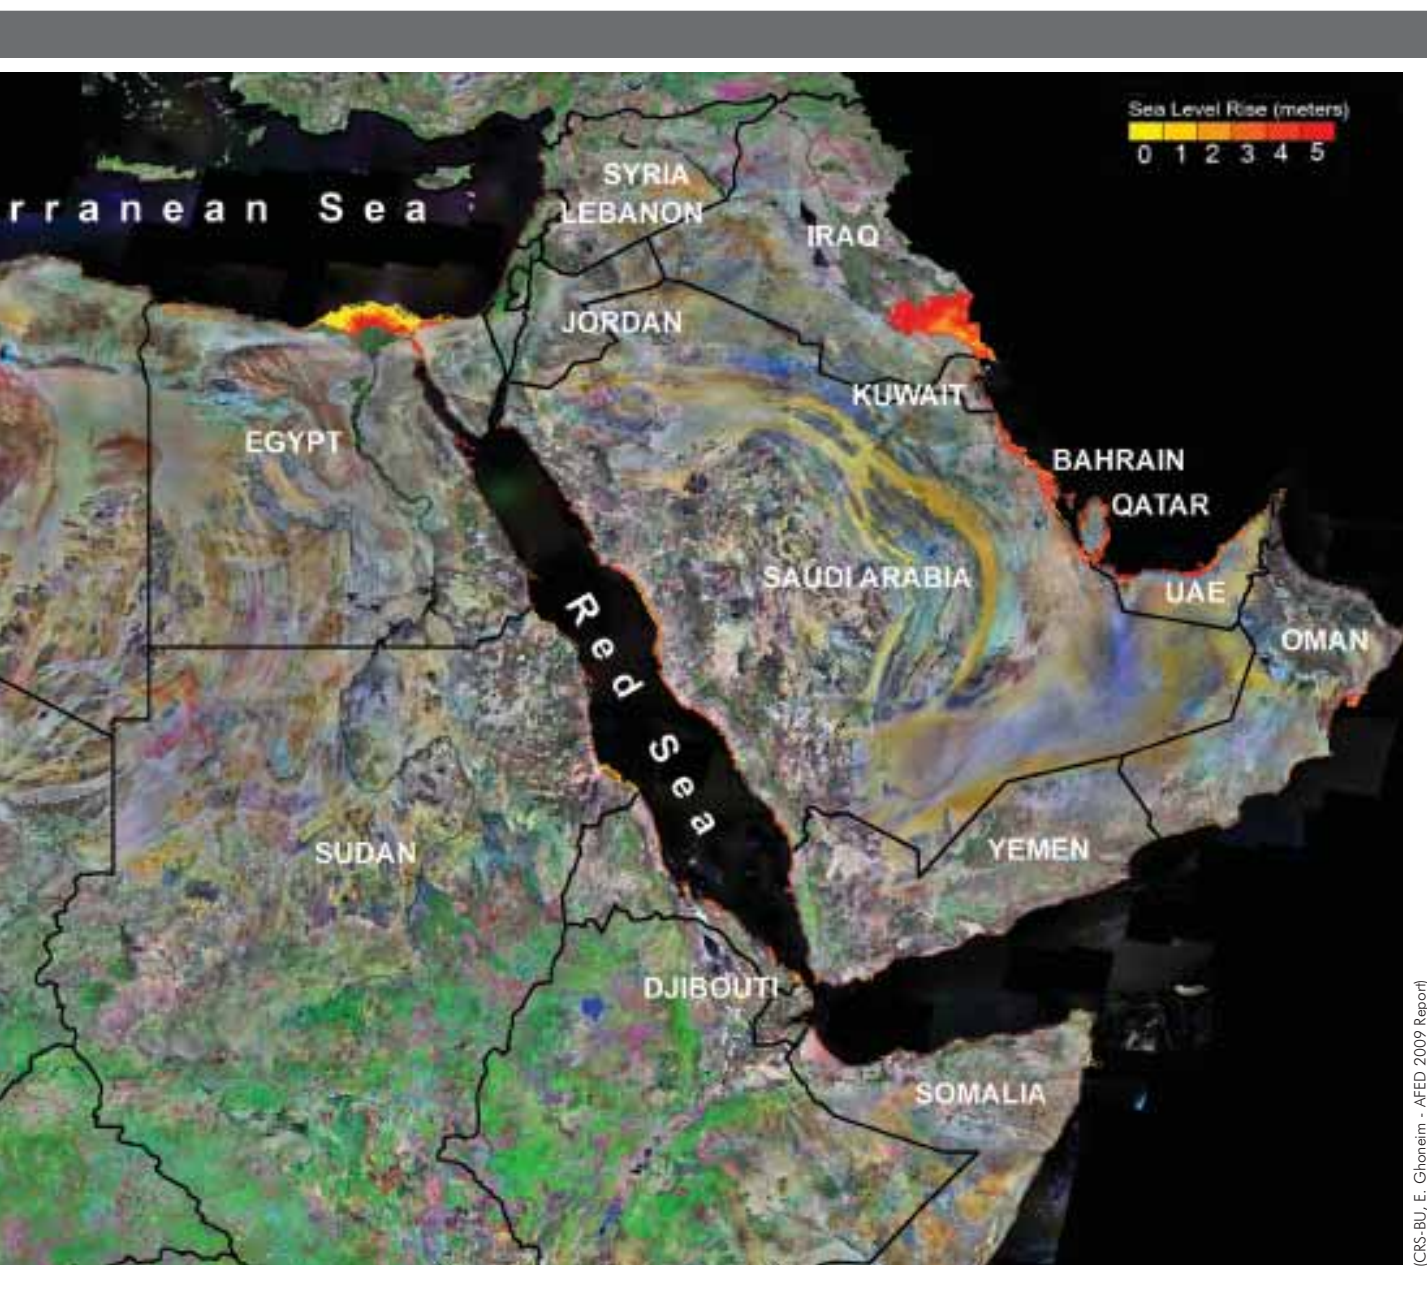 Sea Level Rise (meters)
0 1 2 3 4 5
SYRIA
rranean Sea
LEBANON
IRAQ
JORDAN
KUWAIT
EGYPT
BAHRAIN
QATAR
SAUDI ARABIA
UAE
Red Sea
OMAN
SUDAN
YEMEN
DJIBOUTI
SOMALIA
(CRS-BU, E. Ghoneim - AFED 2009 Report)